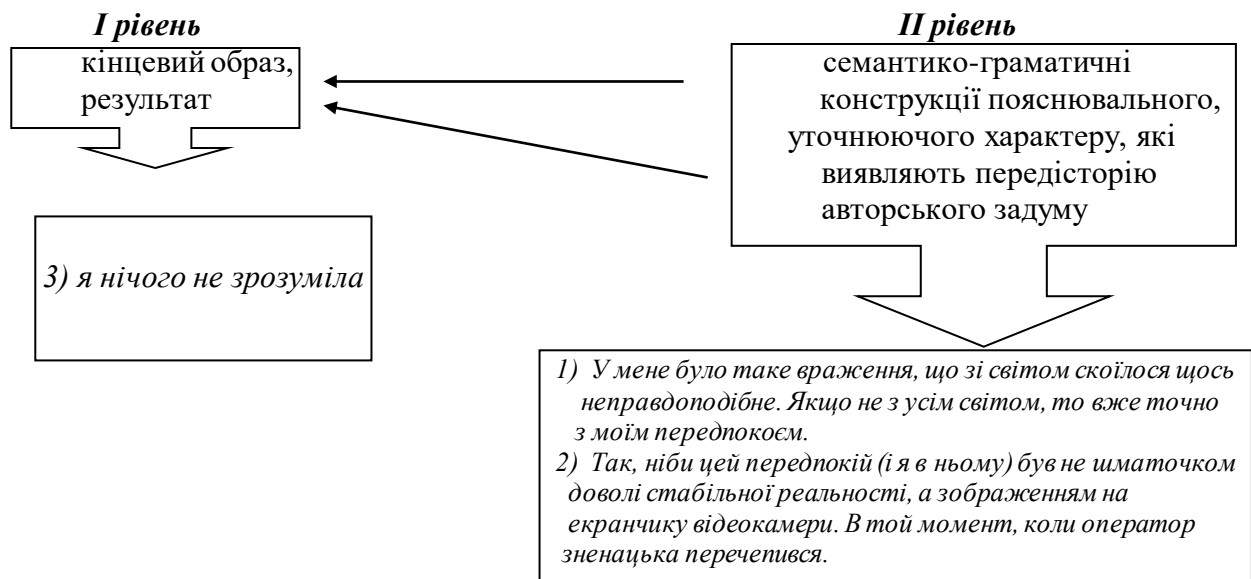 І рівень
кінцевий образ,
результат
3) я нічого не зрозуміла
ІІ рівень
семантико-граматичні
конструкції пояснювального,
уточнюючого характеру, які
виявляють передісторію
авторського задуму
1) У мене було таке враження, що зі світом скоїлося щось
неправдоподібне. Якщо не з усім світом, то вже точно
з моїм передпокоєм.
2) Так, ніби цей передпокій (і я в ньому) був не шматочком
доволі стабільної реальності, а зображенням на
екранчику відеокамери. В той момент, коли оператор
зненацька перечепився.